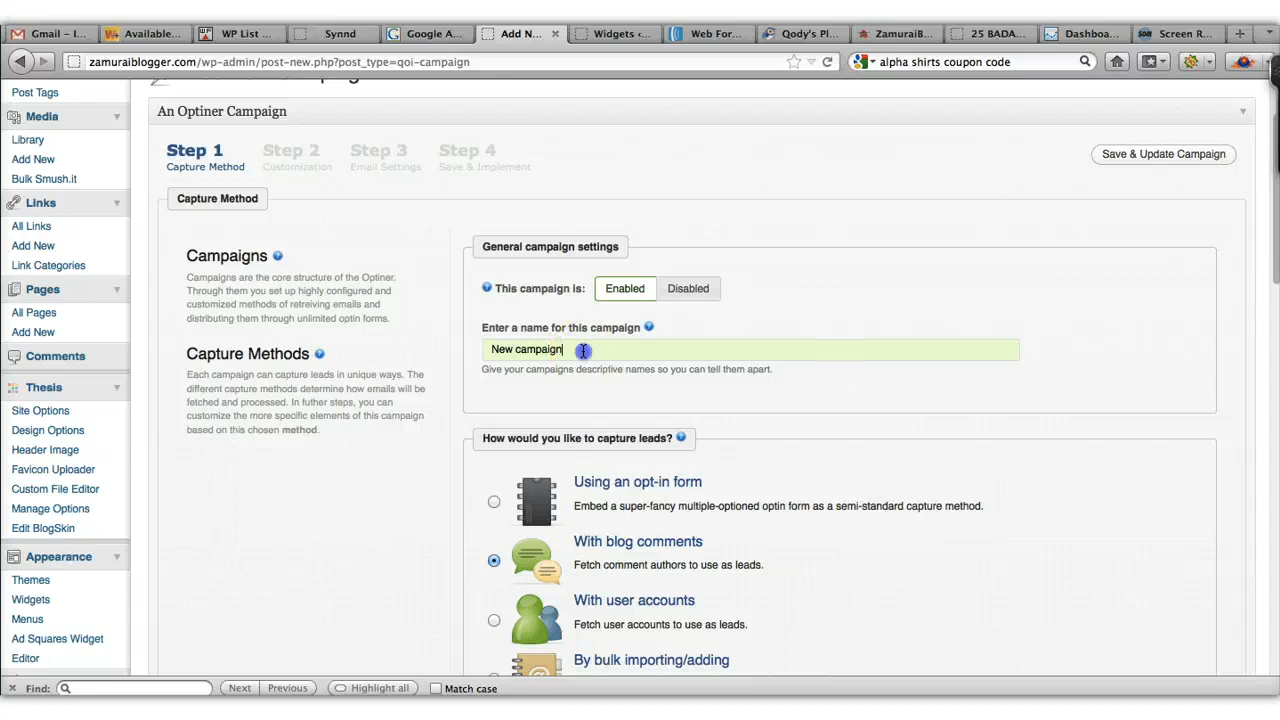 Gmail – I...
Available...
WP List ...
Synnd
Google A...
Add N...
Widgets ‹...
Web For...
Qody's Pl...
ZamuraiB...
25 BADA...
Dashboa...
Screen R...
zamuraiblogger.com/wp-admin/post-new.php?post_type=qoi-campaign
alpha shirts coupon code
Post Tags
Media
Library
Add New
Bulk Smush.it
Links
All Links
Add New
Link Categories
Pages
All Pages
Add New
Comments
Thesis
Site Options
Design Options
Header Image
Favicon Uploader
Custom File Editor
Manage Options
Edit BlogSkin
Appearance
Themes
Widgets
Menus
Ad Squares Widget
Editor
An Optiner Campaign
Step 1
Capture Method
Step 2
Customization
Step 3
Email Settings
Step 4
Save & Implement
Save & Update Campaign
Capture Method
Campaigns
Campaigns are the core structure of the Optiner.
Through them you set up highly configured and
customized methods of retreiving emails and
distributing them through unlimited optin forms.
Capture Methods
Each campaign can capture leads in unique ways. The
different capture methods determine how emails will be
fetched and processed. In futher steps, you can
customize the more specific elements of this campaign
based on this chosen method.
General campaign settings
This campaign is:
Enabled
Disabled
Enter a name for this campaign
New campaign
Give your campaigns descriptive names so you can tell them apart.
How would you like to capture leads?
Using an opt-in form
Embed a super-fancy multiple-optioned optin form as a semi-standard capture method.
With blog comments
Fetch comment authors to use as leads.
With user accounts
Fetch user accounts to use as leads.
By bulk importing/adding
Find:
Next
Previous
Highlight all
Match case